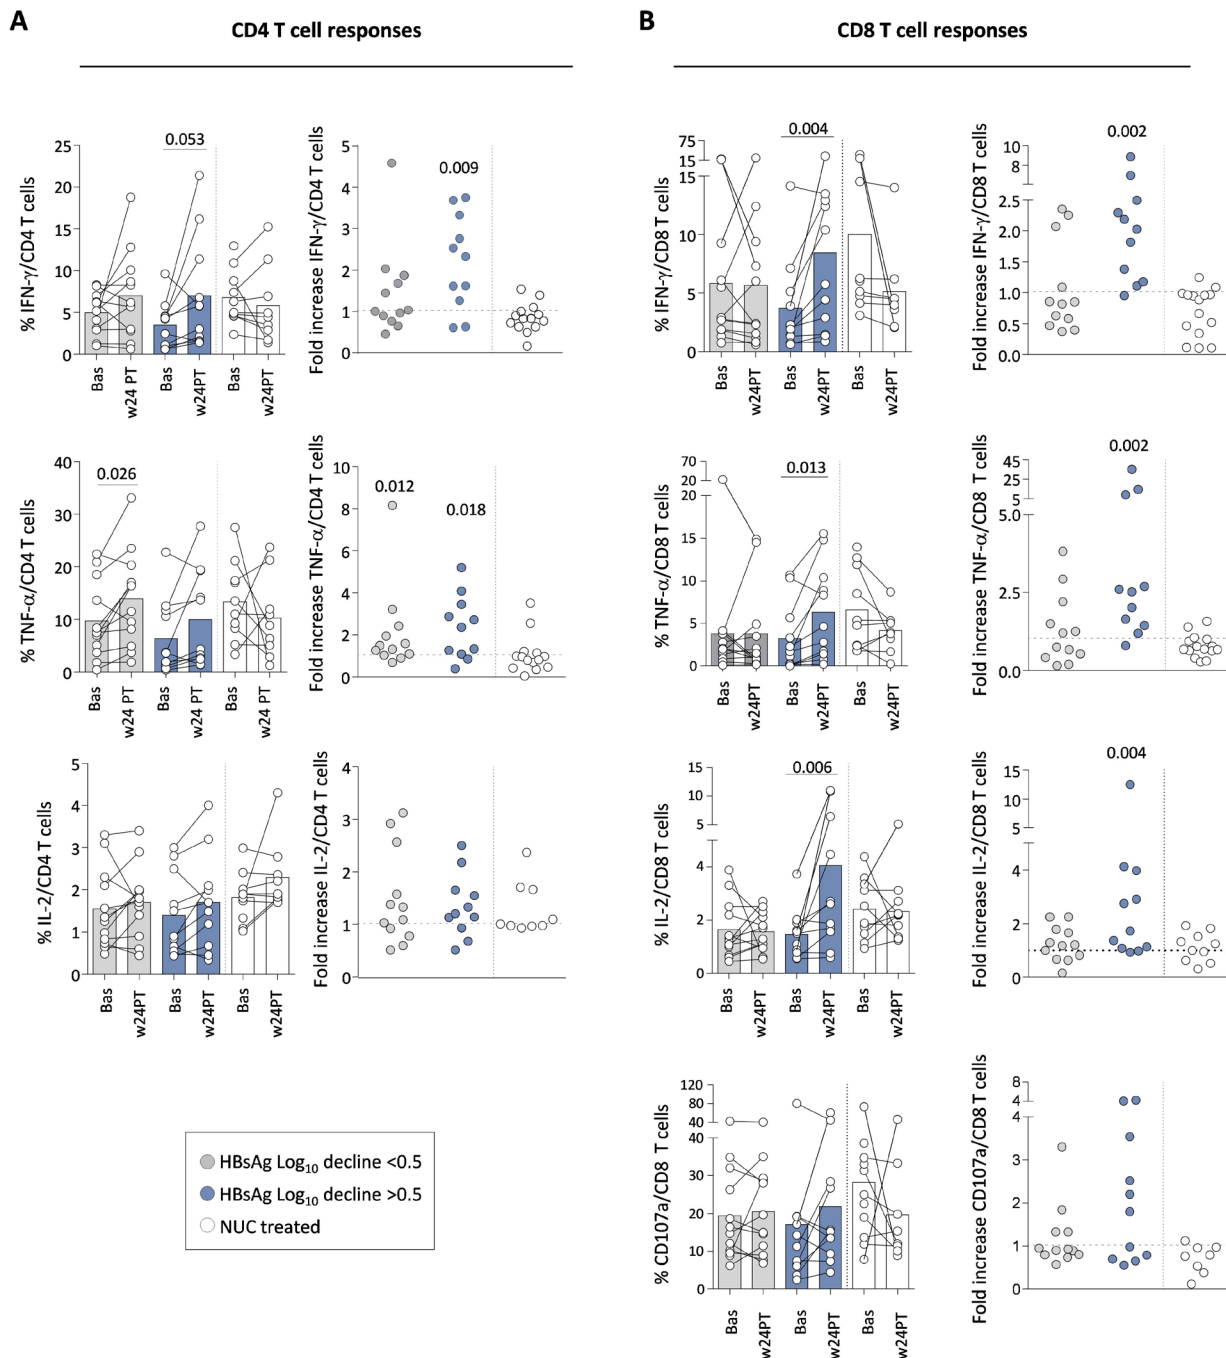 A
CD4 T cell responses
B
CD8 T cell responses
% IFN-γ/CD4 T cells
25
20
15
10
5
0
0.053
Bas
w24 PT
Bas
w24PT
Bas
w24PT
Fold increase IFN-γ/CD4 T cells
5
4
3
2
1
0
0.009
% IFN-γ/CD8 T cells
75
15
15
10
5
0
0.004
Bas
w24PT
Bas
w24PT
Bas
w24PT
Fold increase IFN-γ/CD8 T cells
10
8
6
2.5
2.0
1.5
1.0
0.5
0.0
0.002
% TNF-α/CD4 T cells
40
30
20
10
0
0.026
Bas
w24 PT
Bas
w24 PT
Bas
w24 PT
Fold increase TNF-α/CD4 T cells
10
8
6
4
2
0
0.012
0.018
% TNF-α/CD8 T cells
70
20
20
15
10
5
0
0.013
Bas
w24PT
Bas
w24PT
Bas
w24PT
Fold increase TNF-α/CD8 T cells
45
25
5
5.0
2.5
0.0
0.002
% IL-2/CD4 T cells
5
4
3
2
1
0
Bas
w24PT
Bas
w24PT
Bas
w24PT
Fold increase IL-2/CD4 T cells
4
3
2
1
0
% IL-2/CD8 T cells
15
10
5
4
2
0
0.006
Bas
w24PT
Bas
w24PT
Bas
w24PT
Fold increase IL-2/CD8 T cells
15
10
5
4
2
0
0.004
HBsAg Log10 decline <0.5
HBsAg Log10 decline >0.5
NUC treated
% CD107a/CD8 T cells
120
80
40
40
30
20
10
0
Bas
w24PT
Bas
w24PT
Bas
w24PT
Fold increase CD107a/CD8 T cells
8
4
4
3
2
1
0